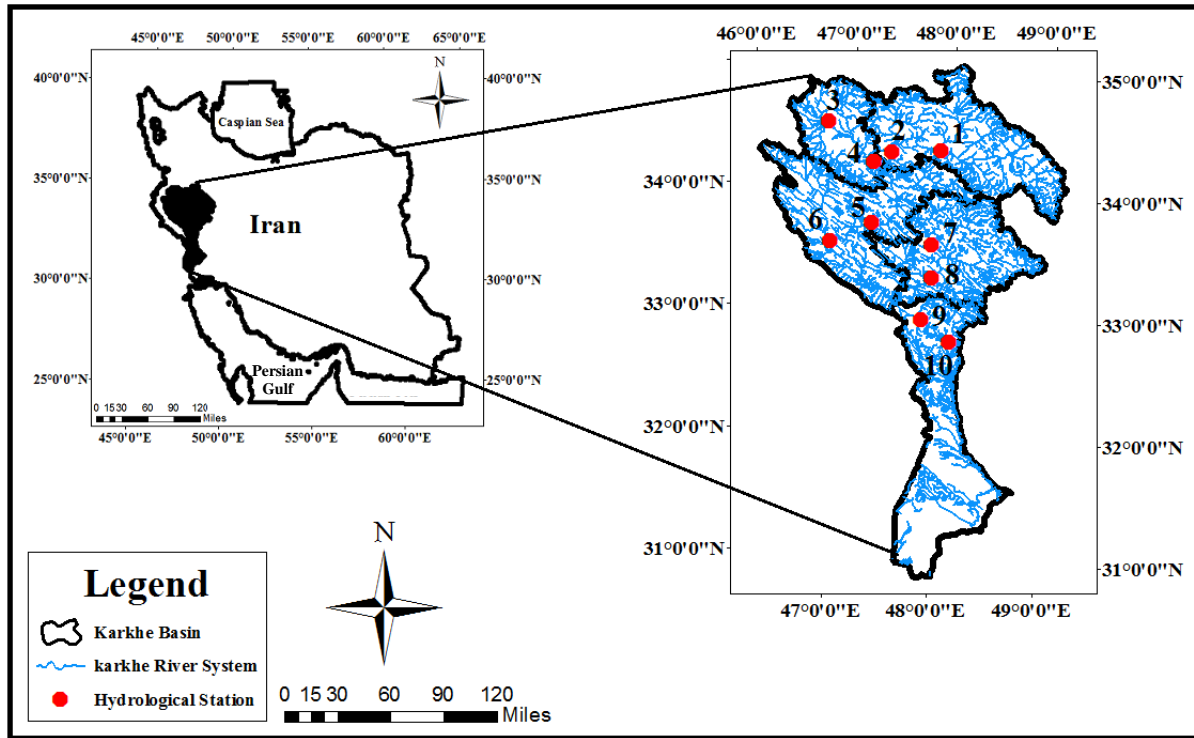 45°0'0"E 50°0'0"E 55°0'0"E 60°0'0"E 65°0'0"E
40°0'0"N
35°0'0"N
30°0'0"N
25°0'0"N
N
Caspian Sea
Iran
Persian
Gulf
0 15 30 60 90 120
Miles
40°0'0"N
35°0'0"N
30°0'0"N
25°0'0"N
45°0'0"E 50°0'0"E 55°0'0"E 60°0'0"E
46°0'0"E 47°0'0"E 48°0'0"E 49°0'0"E
34°0'0"N
33°0'0"N
32°0'0"N
31°0'0"N
3
2
1
4
5
6
7
8
9
10
35°0'0"N
34°0'0"N
33°0'0"N
32°0'0"N
31°0'0"N
47°0'0"E 48°0'0"E 49°0'0"E
Legend
Karkhe Basin
karkhe River System
Hydrological Station
N
0 15 30 60 90 120
Miles